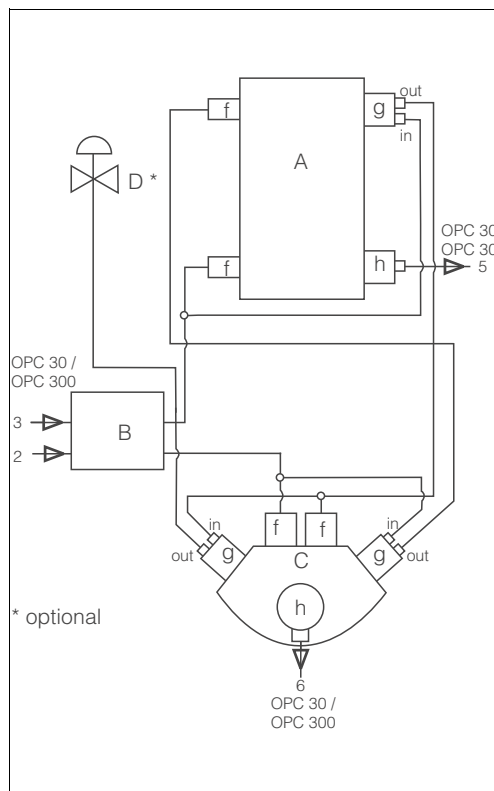 out
f
g
A
in
D *
OPC 30
OPC 30
f
h
5
OPC 30 /
OPC 300
3
B
2
in
f
f
in
out
g
C
g
out
h
* optional
6
OPC 30 /
OPC 300